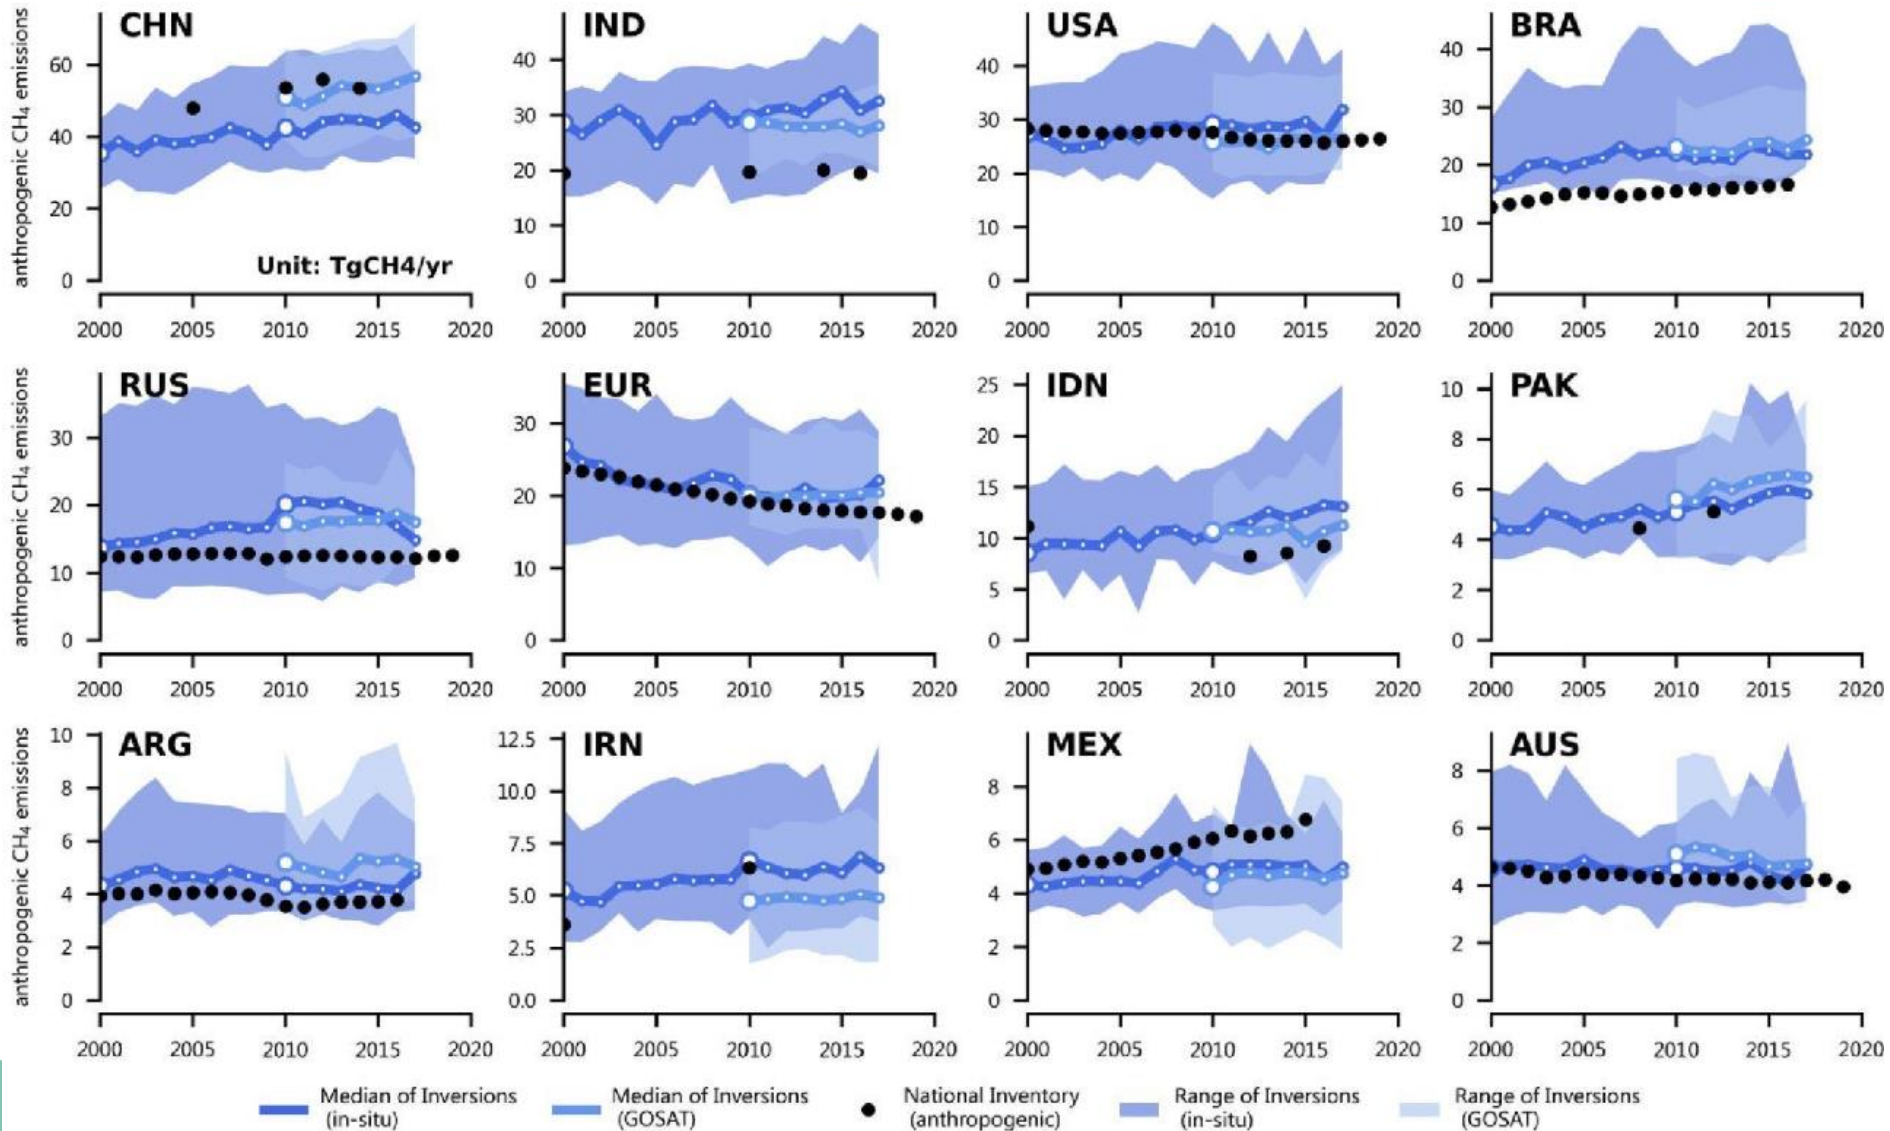 CHN
IND
USA
BRA
anthropogenic CH₄ emissions
60
40
20
0
Unit: TgCH4/yr
40
30
20
10
0
40
30
20
10
0
40
30
20
10
0
2000 2005 2010 2015 2020
2000 2005 2010 2015 2020
2000 2005 2010 2015 2020
2000 2005 2010 2015 2020
RUS
EUR
IDN
PAK
anthropogenic CH₄ emissions
30
20
10
0
30
20
10
0
25
20
15
10
5
0
10
8
6
4
2
0
2000 2005 2010 2015 2020
2000 2005 2010 2015 2020
2000 2005 2010 2015 2020
2000 2005 2010 2015 2020
ARG
IRN
MEX
AUS
anthropogenic CH₄ emissions
10
8
6
4
2
0
12.5
10.0
7.5
5.0
2.5
0.0
8
6
4
2
0
8
6
4
2
0
2000 2005 2010 2015 2020
2000 2005 2010 2015 2020
2000 2005 2010 2015 2020
2000 2005 2010 2015 2020
Median of Inversions
(in-situ)
Median of Inversions
(GOSAT)
National Inventory
(anthropogenic)
Range of Inversions
(in-situ)
Range of Inversions
(GOSAT)